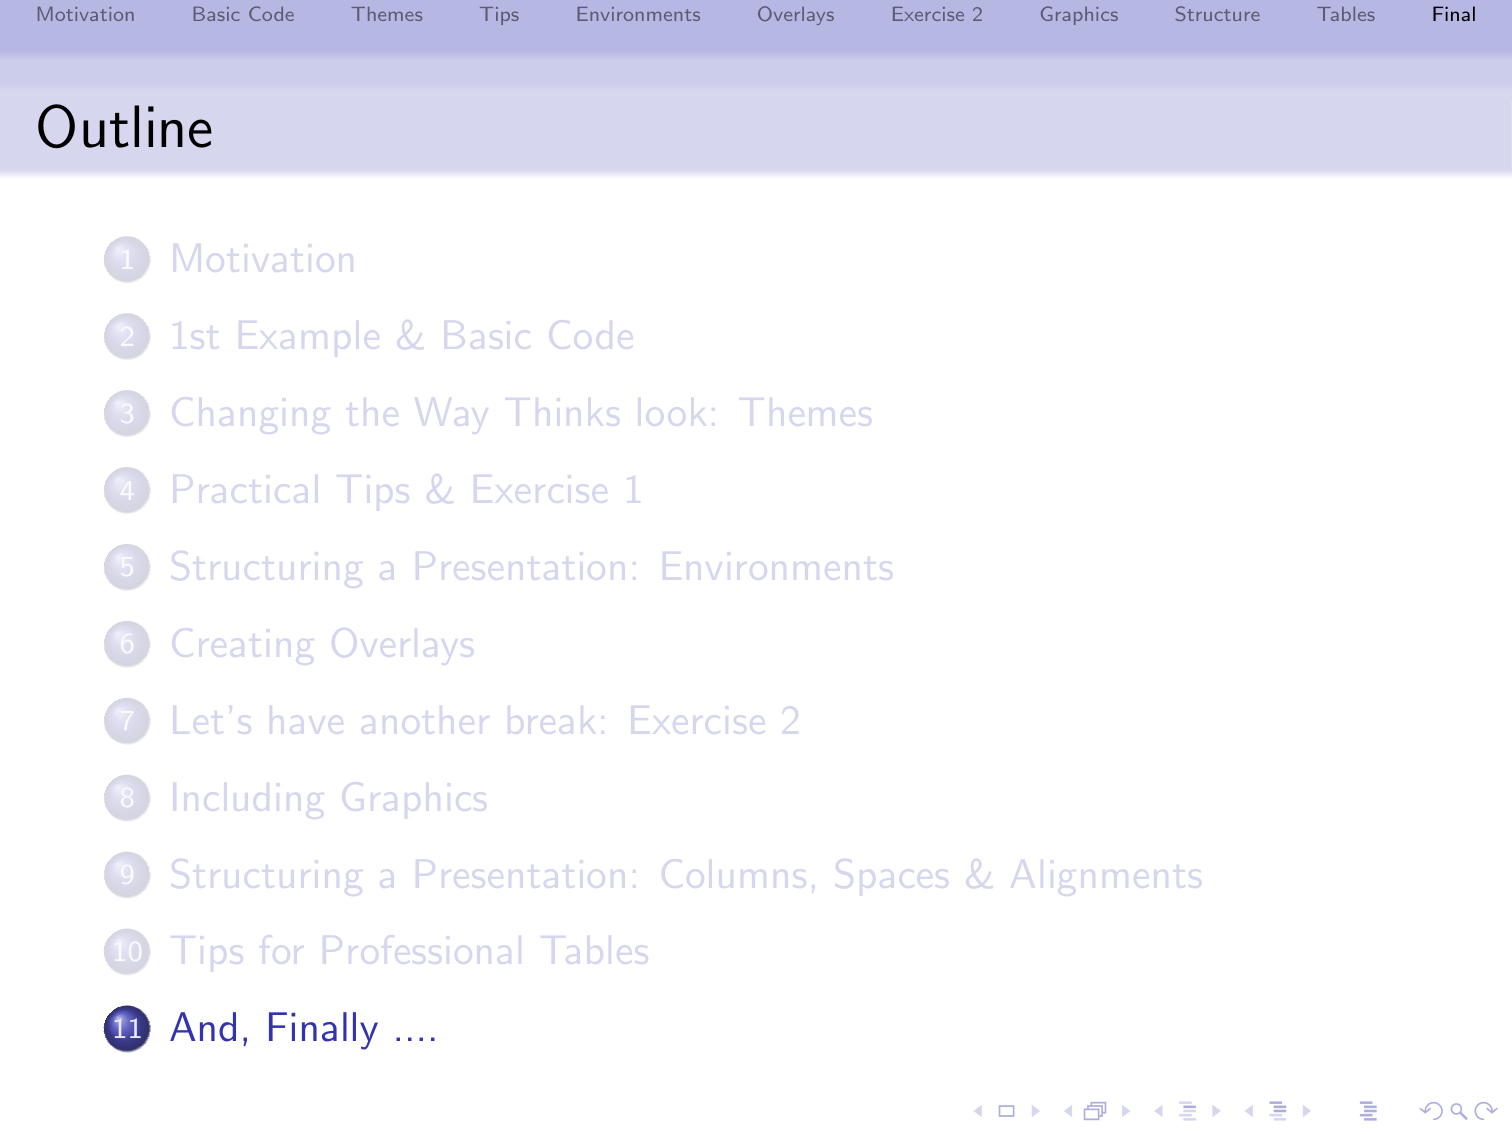 Motivation Basic Code Themes Tips Environments Overlays Exercise 2 Graphics Structure Tables Final
Outline
1 Motivation
2 1st Example & Basic Code
3 Changing the Way Thinks look: Themes
4 Practical Tips & Exercise 1
5 Structuring a Presentation: Environments
6 Creating Overlays
7 Let's have another break: Exercise 2
8 Including Graphics
9 Structuring a Presentation: Columns, Spaces & Alignments
10 Tips for Professional Tables
11 And, Finally ....